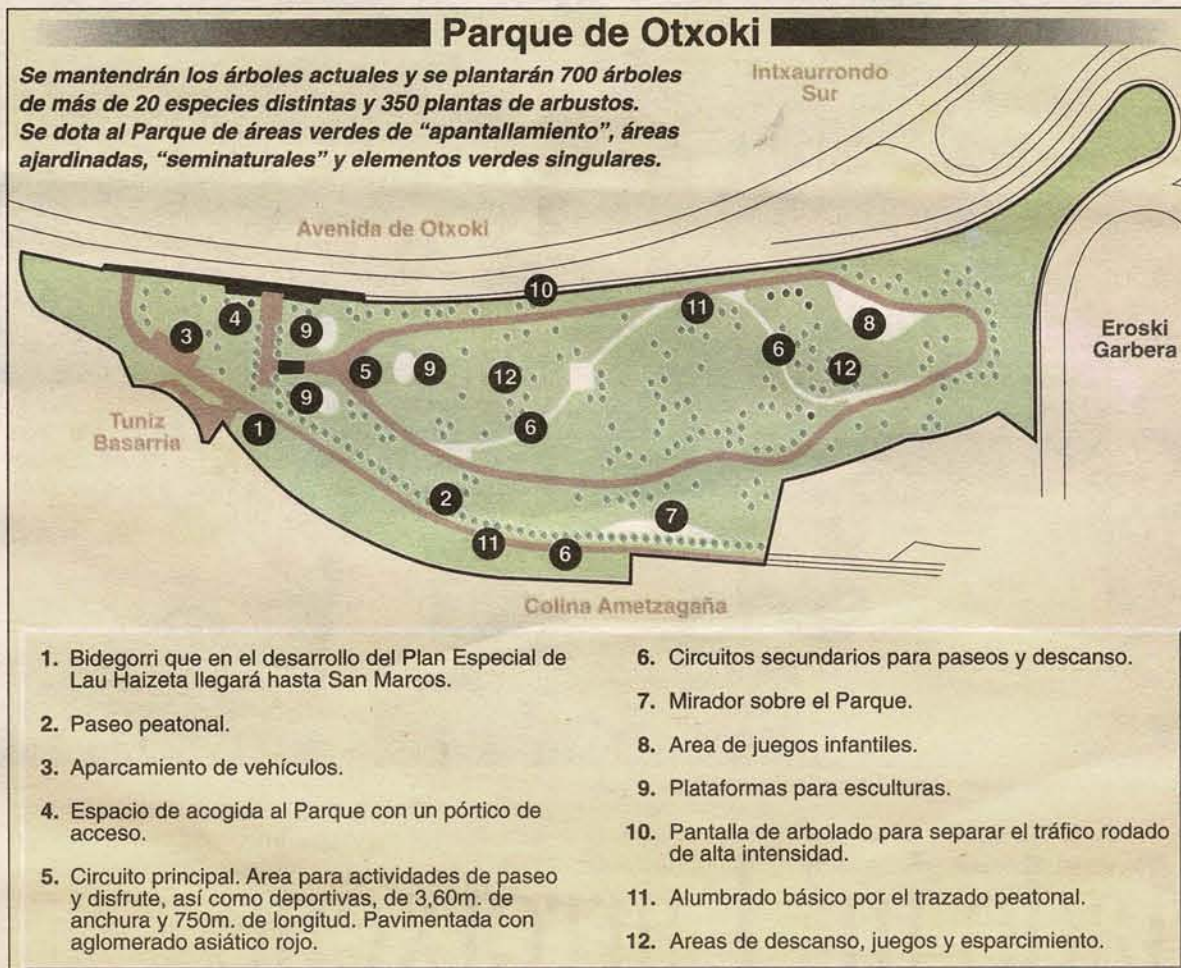 Parque de Otxoki
Se mantendrán los árboles actuales y se plantarán 700 árboles
de más de 20 especies distintas y 350 plantas de arbustos.
Se dota al Parque de áreas verdes de “apantallamiento”, áreas
ajardinadas, “seminaturales” y elementos verdes singulares.
Intxaurrondo
Sur
Avenida de Otxoki
10
11
4
9
3
8
6
Eroski
Garbera
5
9
12
12
9
Tuniz
Basarria
1
6
2
7
11
6
Colina Ametzagaña
1. Bidegorri que en el desarrollo del Plan Especial de
Lau Haizeta llegará hasta San Marcos.
2. Paseo peatonal.
3. Aparcamiento de vehículos.
4. Espacio de acogida al Parque con un pórtico de
acceso.
5. Circuito principal. Area para actividades de paseo
y disfrute, así como deportivas, de 3,60m. de
anchura y 750m. de longitud. Pavimentada con
aglomerado asiático rojo.
6. Circuitos secundarios para paseos y descanso.
7. Mirador sobre el Parque.
8. Area de juegos infantiles.
9. Plataformas para esculturas.
10. Pantalla de arbolado para separar el tráfico rodado
de alta intensidad.
11. Alumbrado básico por el trazado peatonal.
12. Areas de descanso, juegos y esparcimiento.